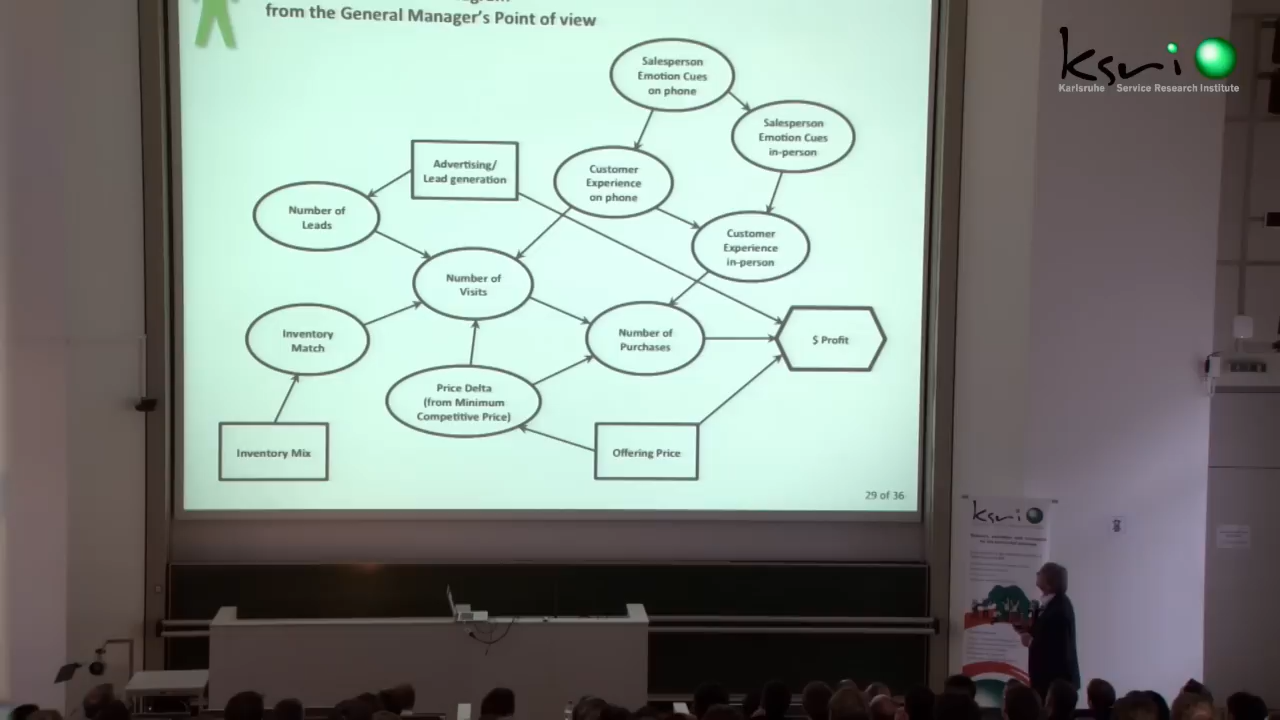 from the General Manager's Point of view
ksri
Karlsruhe Service Research Institute
Salesperson
Emotion Cues
on phone
Salesperson
Emotion Cues
in-person
Advertising/
Lead generation
Customer
Experience
on phone
Number of
Leads
Customer
Experience
in-person
Number of
Visits
Inventory
Match
Number of
Purchases
$ Profit
Price Delta
(from Minimum
Competitive Price)
Inventory Mix
Offering Price
29 of 36
ksri